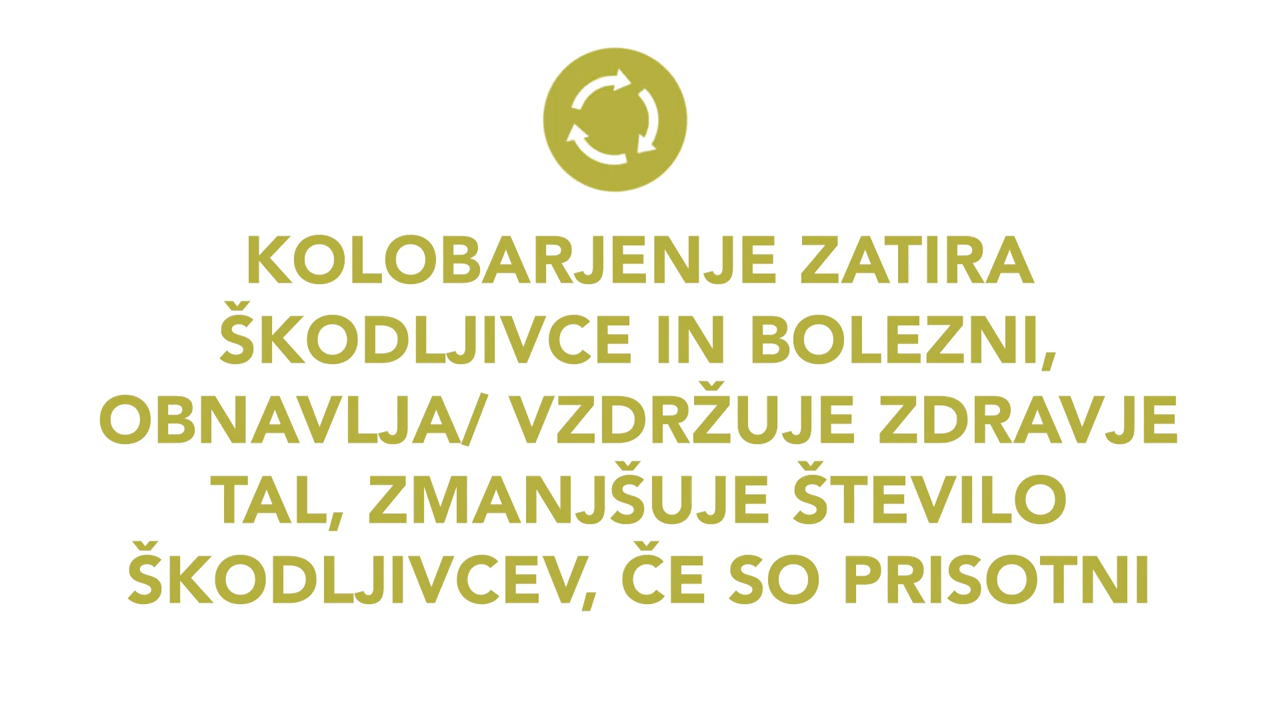 KOLOBARJENJE ZATIRA
ŠKODLJIVCE IN BOLEZNI,
OBNAVLJA/ VZDRŽUJE ZDRAVJE
TAL, ZMANJŠUJE ŠTEVILO
ŠKODLJIVCEV, ČE SO PRISOTNI